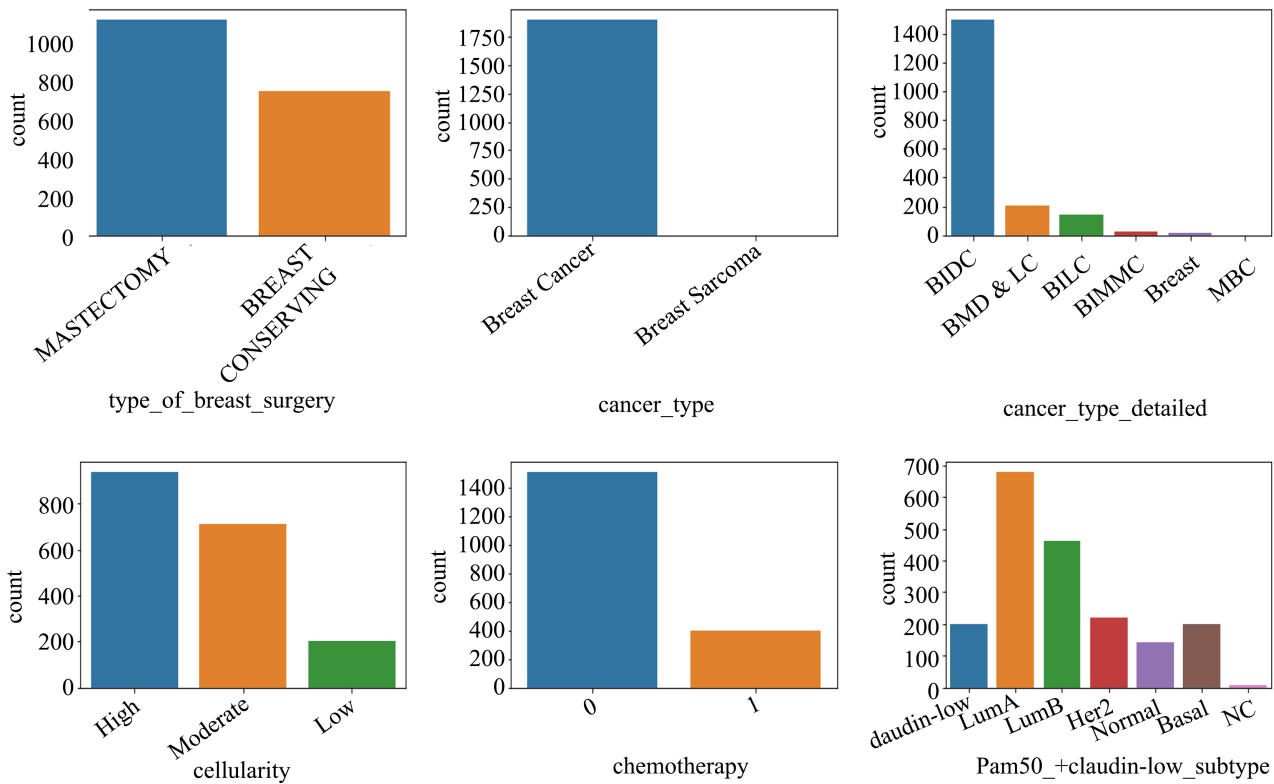 count
1000
800
600
400
200
0
MASTECTOMY
BREAST
CONSERVING
type_of_breast_surgery
count
1750
1500
1250
1000
750
500
250
0
Breast Cancer
Breast Sarcoma
cancer_type
count
1400
1200
1000
800
600
400
200
0
BIDC
BMD & LC
BILC
BIMMC
Breast
MBC
cancer_type_detailed
count
800
600
400
200
0
High
Moderate
Low
cellularity
count
1400
1200
1000
800
600
400
200
0
0
1
chemotherapy
count
700
600
500
400
300
200
100
0
daudin-low
LumA
LumB
Her2
Normal
Basal
NC
Pam50_+claudin-low_subtype